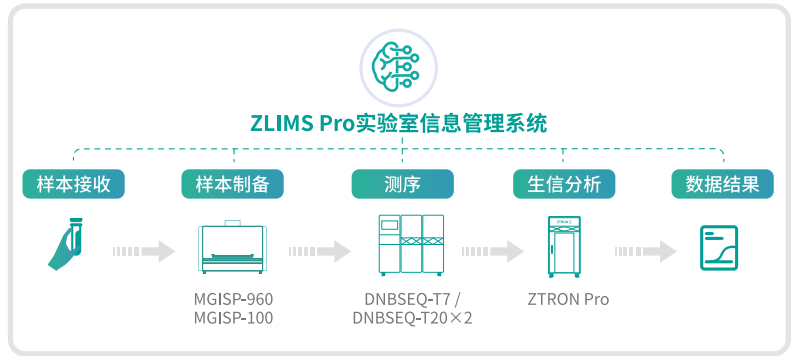 ZLIMS Pro实验室信息管理系统
样本接收
样本制备
测序
生信分析
数据结果
MGISP-960
MGISP-100
DNBSEQ-T7 /
DNBSEQ-T20×2
ZTRON Pro